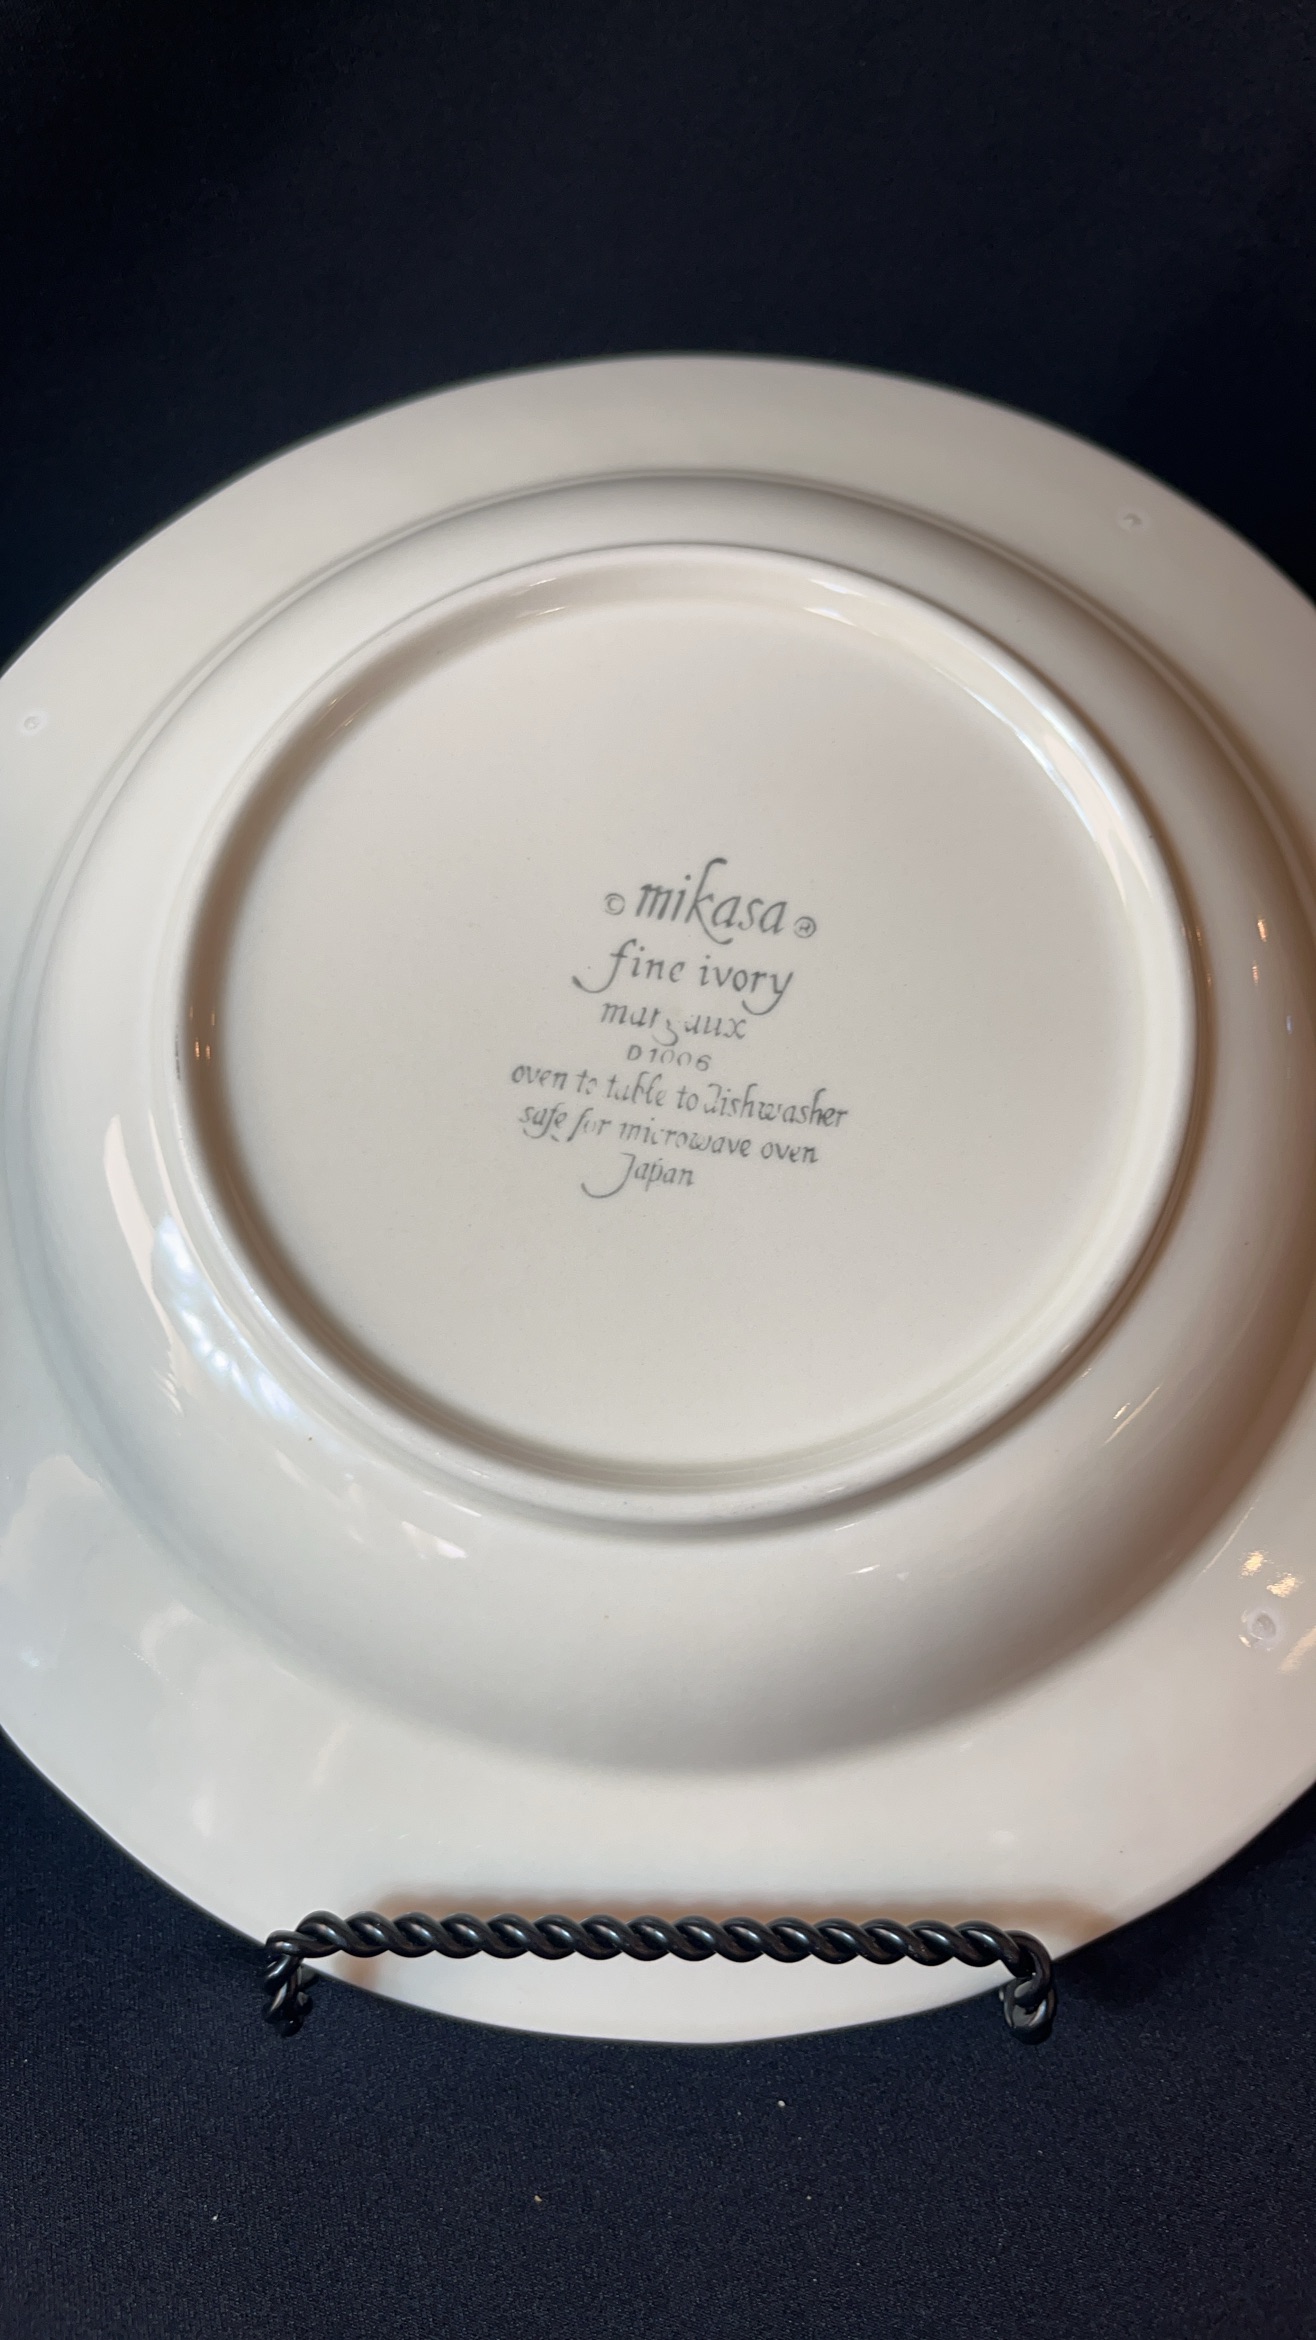 © mikasa ®
fine ivory
margaux
D1006
oven to table to dishwasher
safe for microwave oven
Japan